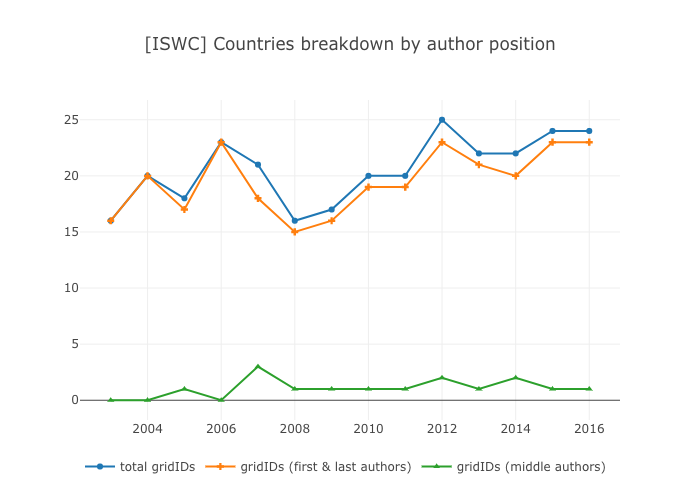 [ISWC] Countries breakdown by author position
25
20
15
10
5
0
2004 2006 2008 2010 2012 2014 2016
total gridIDs gridIDs (first & last authors) gridIDs (middle authors)